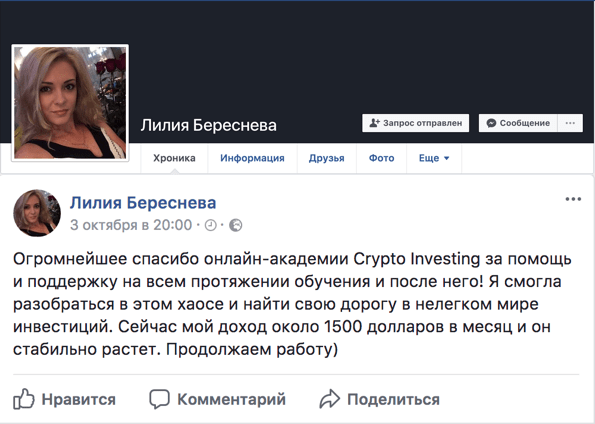 Лилия Береснева
Запрос отправлен
Сообщение
Хроника Информация Друзья Фото Еще
Лилия Береснева
3 октября в 20:00
Огромнейшее спасибо онлайн-академии Crypto Investing за помощь
и поддержку на всем протяжении обучения и после него! Я смогла
разобраться в этом хаосе и найти свою дорогу в нелегком мире
инвестиций. Сейчас мой доход около 1500 долларов в месяц и он
стабильно растет. Продолжаем работу)
Нравится Комментарий Поделиться